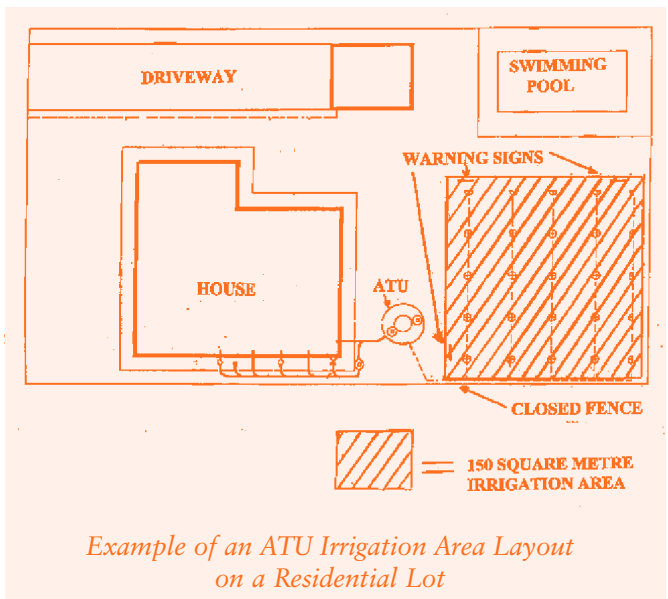 DRIVEWAY
SWIMMING
POOL
WARNING SIGNS
HOUSE
ATU
CLOSED FENCE
150 SQUARE METRE
IRRIGATION AREA
Example of an ATU Irrigation Area Layout
on a Residential Lot